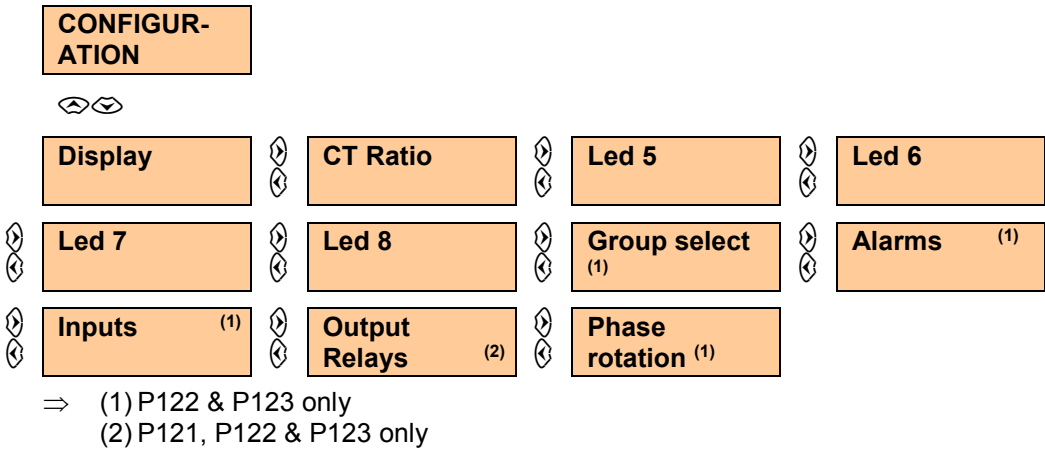 CONFIGUR-
ATION
Display
CT Ratio
Led 5
Led 6
Led 7
Led 8
Group select
(1)
Alarms (1)
Inputs (1)
Output
Relays (2)
Phase
rotation (1)
⇒ (1) P122 & P123 only
(2) P121, P122 & P123 only